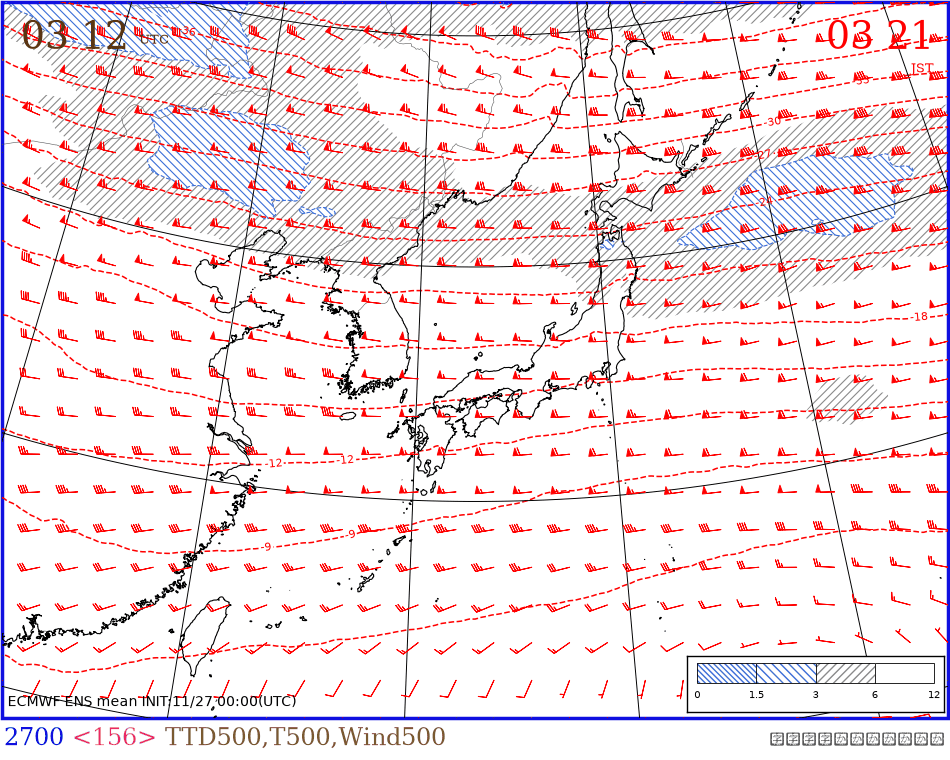 03 12 UTC
03 21
JST
-36
-33
-30
-27
-24
-18
-12
-12
-9
-9
0 1.5 3 6 12
ECMWF ENS mean INIT:11/27 00:00(UTC)
2700 <156> TTD500,T500,Wind500